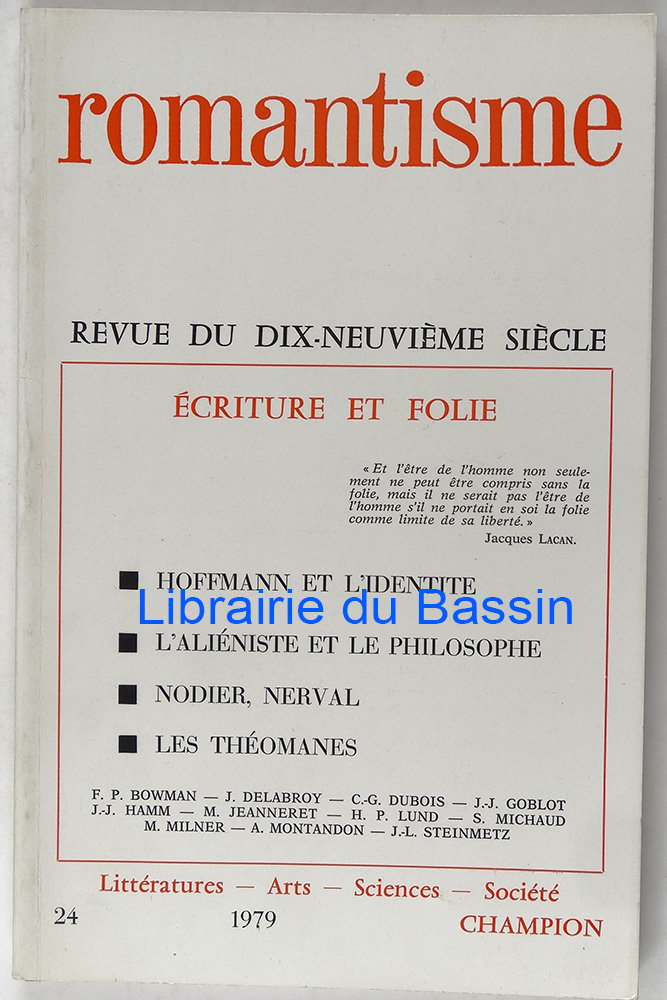 romantisme
REVUE DU DIX-NEUVIÈME SIÈCLE
ÉCRITURE ET FOLIE
« Et l'être de l'homme non seule-
ment ne peut être compris sans la
folie, mais il ne serait pas l'être de
l'homme s'il ne portait en soi la folie
comme limite de sa liberté. »
Jacques LACAN.
■ HOFFMANN ET L'IDENTITE
Librairie du Bassin
■ L'ALIÉNISTE ET LE PHILOSOPHE
■ NODIER, NERVAL
■ LES THÉOMANES
F. P. BOWMAN — J. DELABROY — C.-G. DUBOIS — J.-J. GOBLOT
J.-J. HAMM — M. JEANNERET — H. P. LUND — S. MICHAUD
M. MILNER — A. MONTANDON — J.-L. STEINMETZ
Littératures — Arts — Sciences — Société
24 1979 CHAMPION